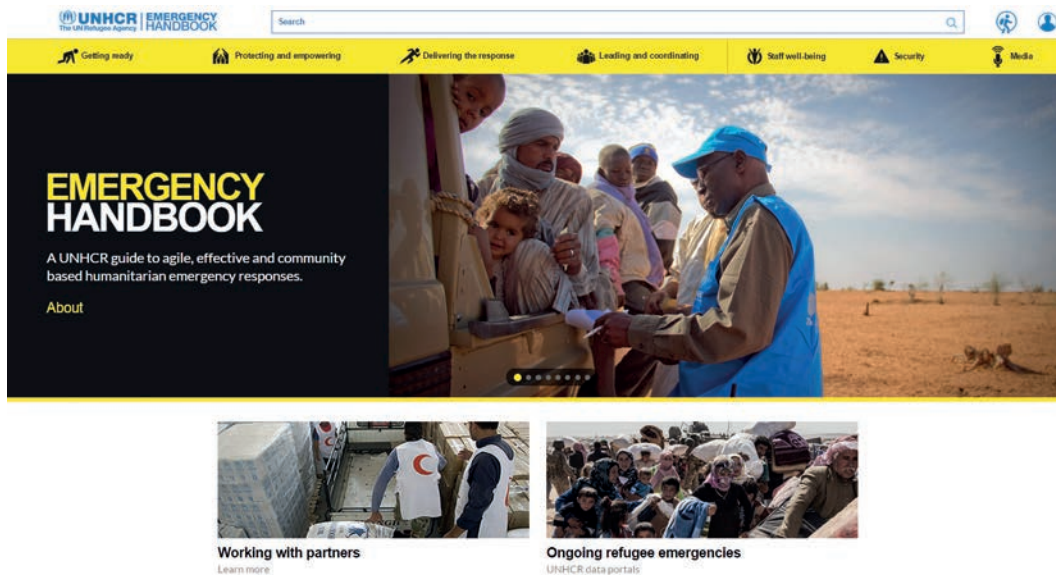 UNHCR
The UN Refugee Agency
EMERGENCY
HANDBOOK
Search
Getting ready
Protecting and empowering
Delivering the response
Leading and coordinating
Staff well-being
Security
Media
EMERGENCY
HANDBOOK
A UNHCR guide to agile, effective and community
based humanitarian emergency responses.
About
Working with partners
Learn more
Ongoing refugee emergencies
UNHCR data portals